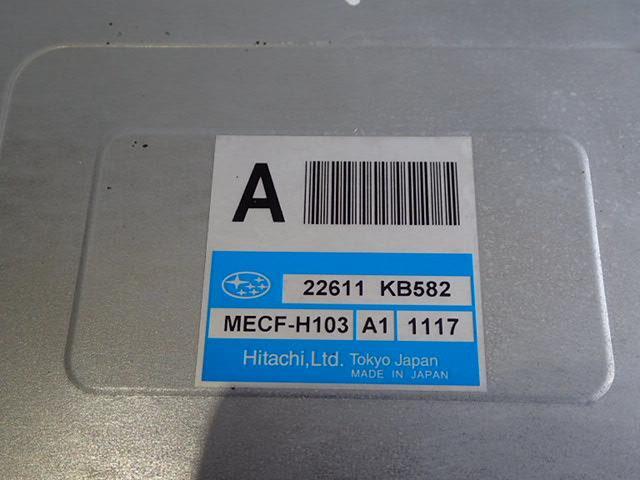 A
22611 KB582
MECF-H103 A1 1117
Hitachi,Ltd. Tokyo Japan
MADE IN JAPAN